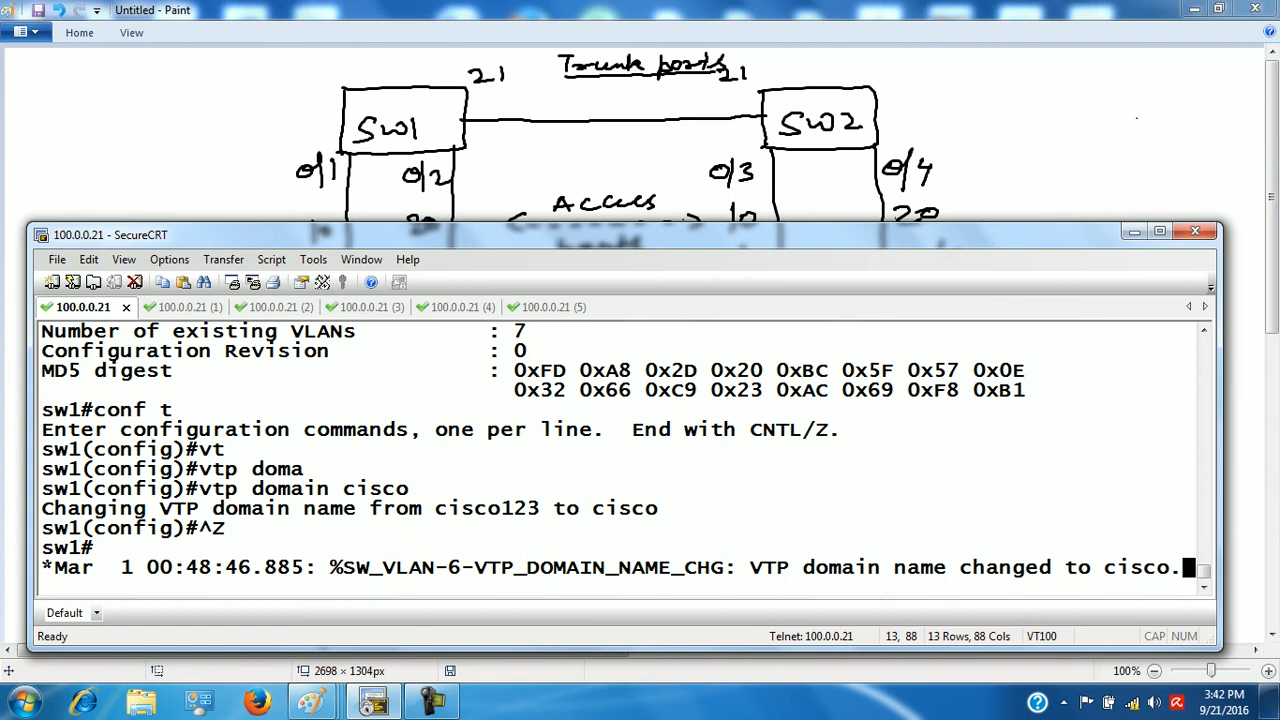 Untitled - Paint
Home View
Trunk ports
21 21
SW1 SW2
0/1 0/2 0/3 0/4
Acces
10 20 10 20
100.0.0.21 - SecureCRT
File Edit View Options Transfer Script Tools Window Help
100.0.0.21 100.0.0.21 (1) 100.0.0.21 (2) 100.0.0.21 (3) 100.0.0.21 (4) 100.0.0.21 (5)
Number of existing VLANs : 7
Configuration Revision : 0
MD5 digest : 0xFD 0xA8 0x2D 0x20 0xBC 0x5F 0x57 0x0E
0x32 0x66 0xC9 0x23 0xAC 0x69 0xF8 0xB1
sw1#conf t
Enter configuration commands, one per line. End with CNTL/Z.
sw1(config)#vt
sw1(config)#vtp doma
sw1(config)#vtp domain cisco
Changing VTP domain name from cisco123 to cisco
sw1(config)#^Z
sw1#
*Mar 1 00:48:46.885: %SW_VLAN-6-VTP_DOMAIN_NAME_CHG: VTP domain name changed to cisco.
Default
Ready Telnet: 100.0.0.21 13, 88 13 Rows, 88 Cols VT100 CAP NUM
2698 × 1304px 100%
3:42 PM
9/21/2016